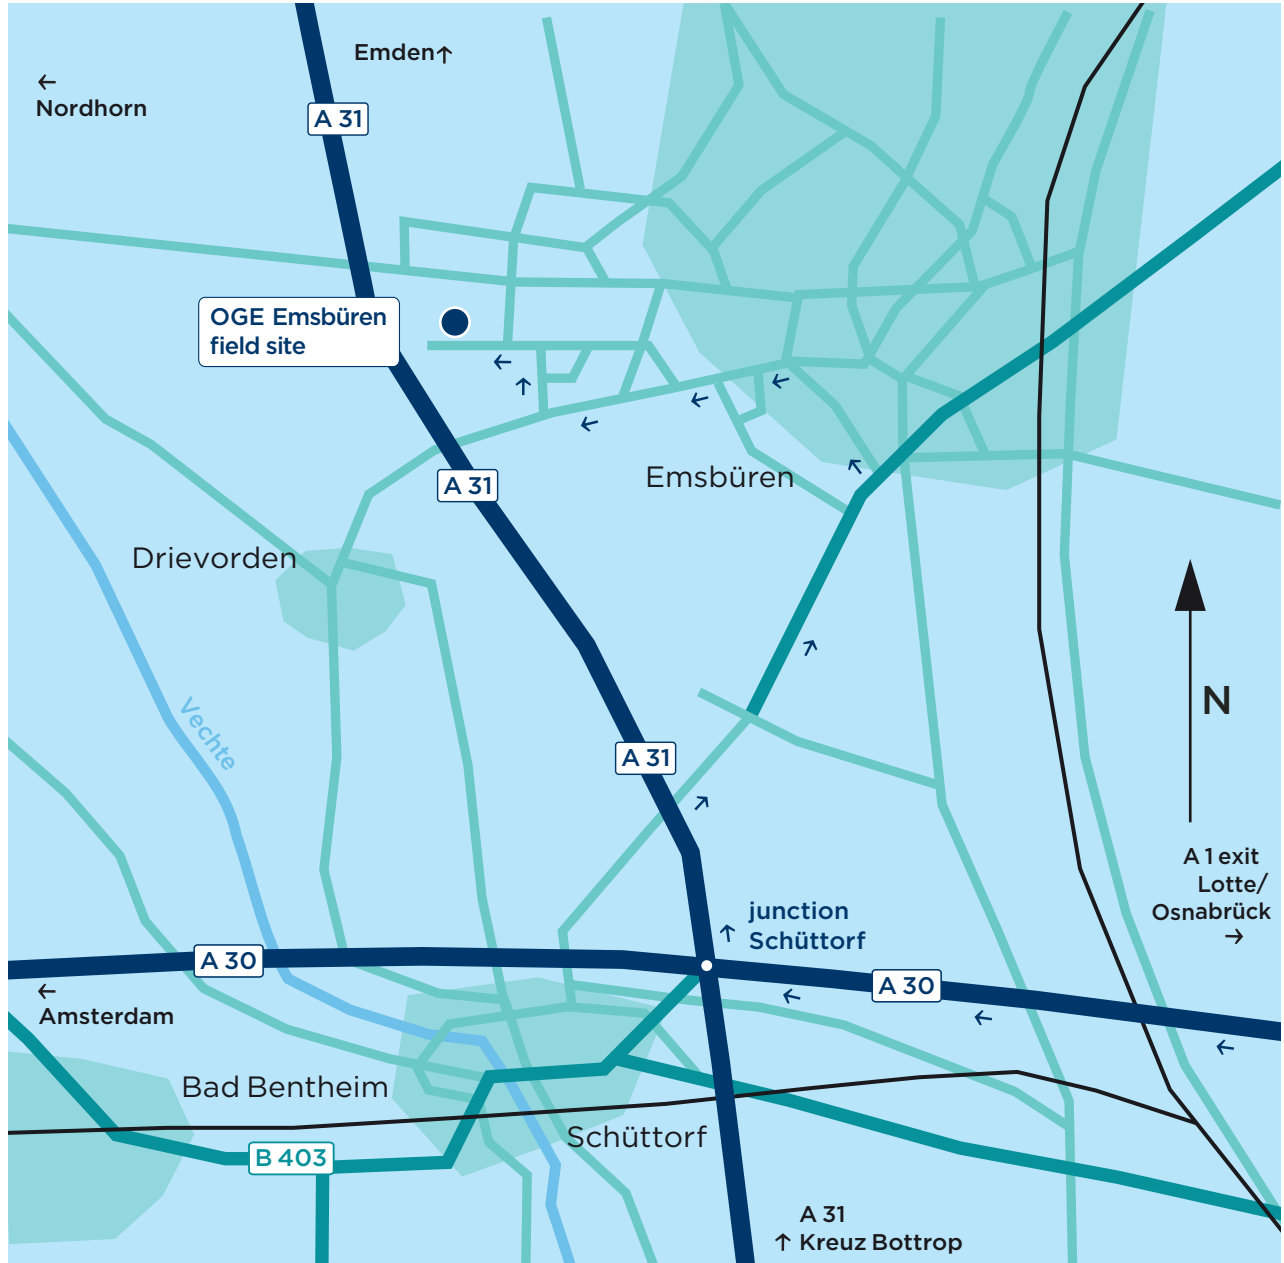 Emden↑
←
Nordhorn
A 31
OGE Emsbüren
field site
Emsbüren
A 31
Drievorden
N
Vechte
A 31
A 1 exit
Lotte/
Osnabrück
→
junction
Schüttorf
A 30
A 30
←
Amsterdam
Bad Bentheim
Schüttorf
B 403
A 31
↑ Kreuz Bottrop